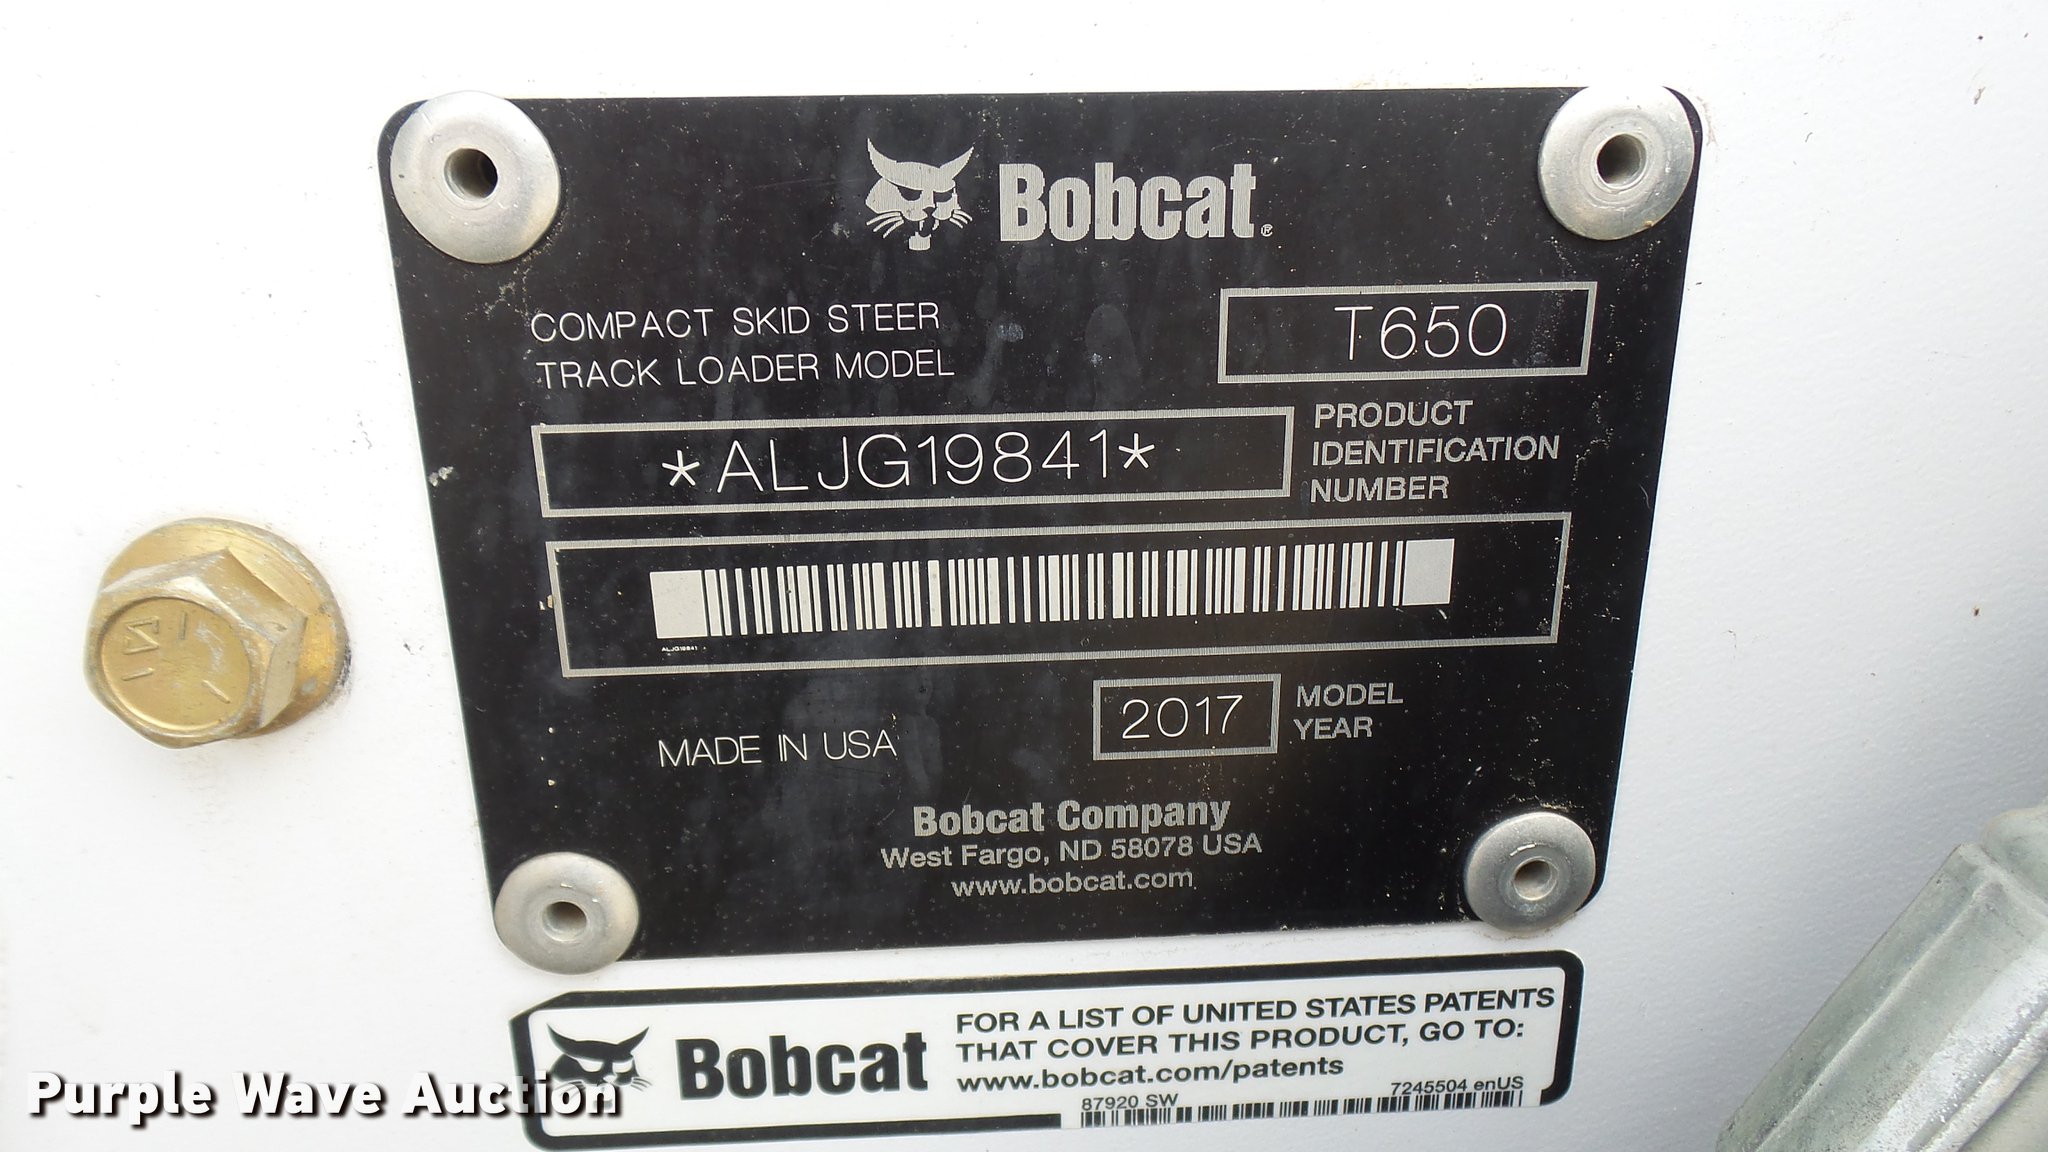 Bobcat®
COMPACT SKID STEER
TRACK LOADER MODEL
T650
*ALJG19841*
PRODUCT
IDENTIFICATION
NUMBER
ALJG19841
MADE IN USA
2017
MODEL
YEAR
Bobcat Company
West Fargo, ND 58078 USA
www.bobcat.com
Bobcat
FOR A LIST OF UNITED STATES PATENTS
THAT COVER THIS PRODUCT, GO TO:
www.bobcat.com/patents
7245504 enUS
87920 SW
Purple Wave Auction